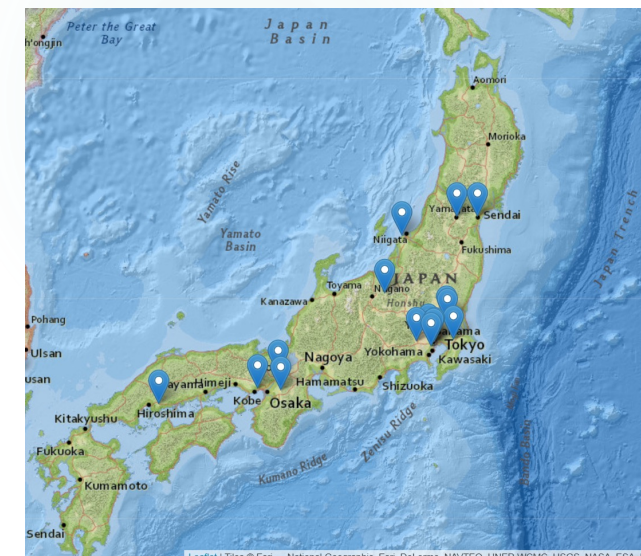 Peter the Great
Bay
Japan
Basin
h'ongjin
Aomori
Morioka
Yamato Rise
Japan Trench
Sendai
Niigata
Yamato
Basin
Fukushima
JAPAN
Toyama
Nagano
Honshu
Kanazawa
Pohang
Tokyo
Ulsan
Nagoya
Yokohama
Kawasaki
usan
Himeji
Hamamatsu
Shizuoka
Kobe
Osaka
Hiroshima
Kitakyushu
Zenisu Ridge
Fukuoka
Kumano Ridge
Kumamoto
Sendai